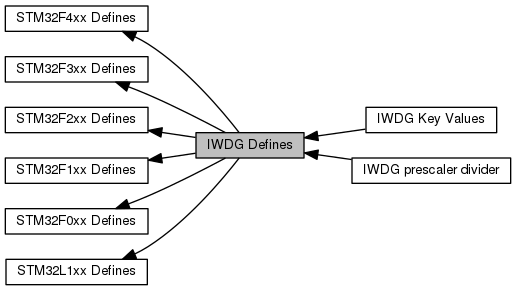 STM32F4xx Defines
STM32F3xx Defines
STM32F2xx Defines
STM32F1xx Defines
STM32F0xx Defines
STM32L1xx Defines
IWDG Defines
IWDG Key Values
IWDG prescaler divider